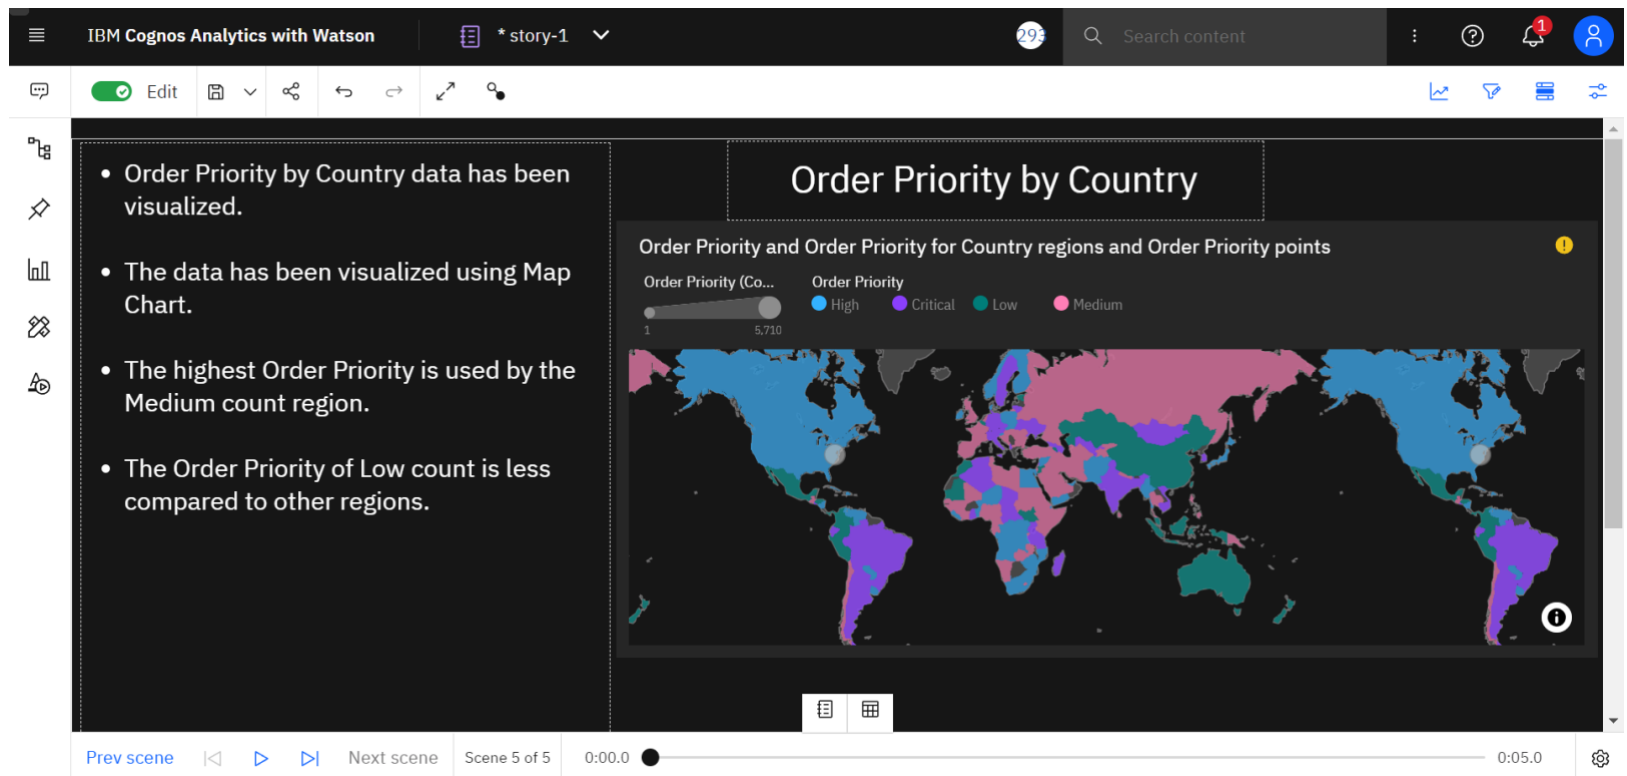 IBM Cognos Analytics with Watson
* story-1
293
Search content
1
Edit
• Order Priority by Country data has been
visualized.
• The data has been visualized using Map
Chart.
• The highest Order Priority is used by the
Medium count region.
• The Order Priority of Low count is less
compared to other regions.
Order Priority by Country
Order Priority and Order Priority for Country regions and Order Priority points
Order Priority (Co...
1 5,710
Order Priority
High Critical Low Medium
Prev scene
Next scene
Scene 5 of 5
0:00.0
0:05.0